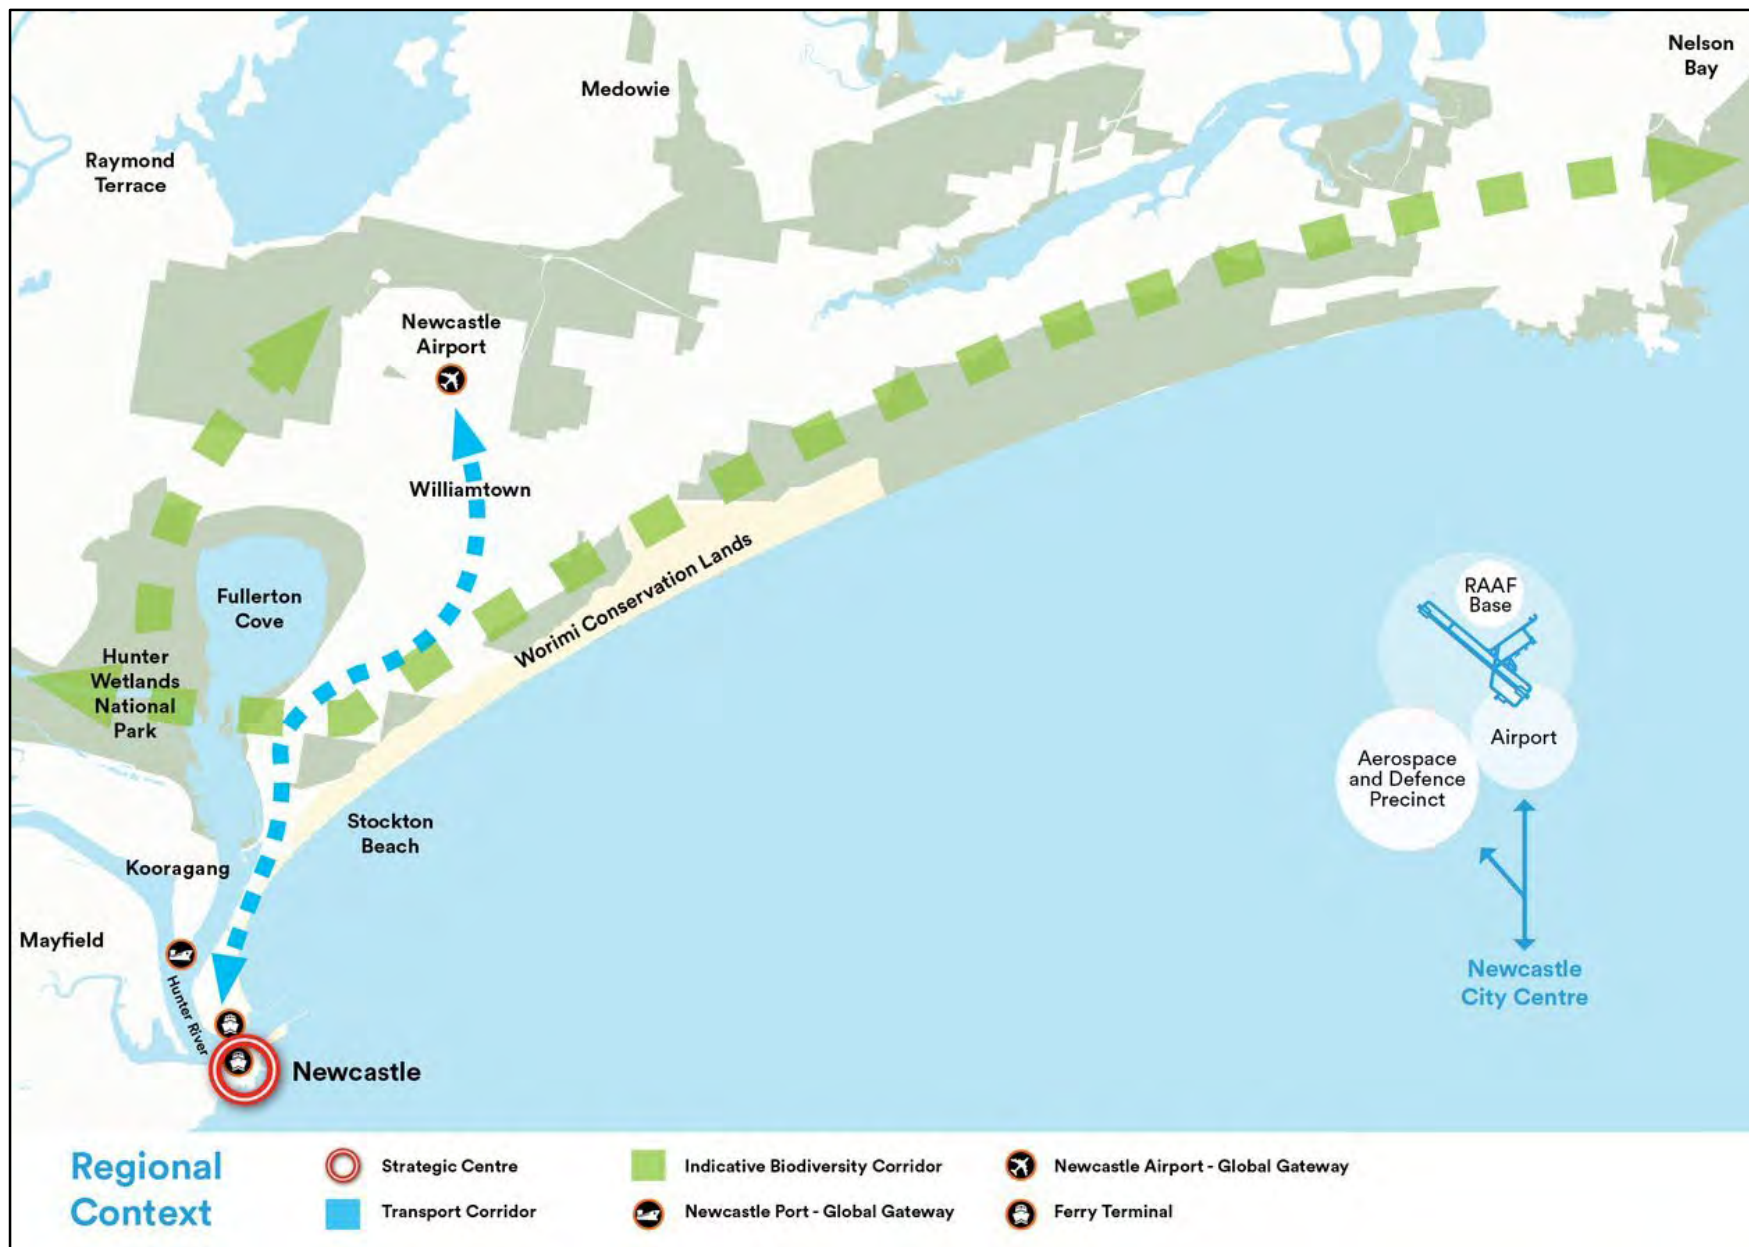 Nelson
Bay
Medowie
Raymond
Terrace
Newcastle
Airport
Williamtown
Fullerton
Cove
Worimi Conservation Lands
RAAF
Base
Hunter
Wetlands
National
Park
Airport
Aerospace
and Defence
Precinct
Stockton
Beach
Kooragang
Mayfield
Hunter River
Newcastle
City Centre
Newcastle
Regional
Context
Strategic Centre
Transport Corridor
Indicative Biodiversity Corridor
Newcastle Port - Global Gateway
Newcastle Airport - Global Gateway
Ferry Terminal